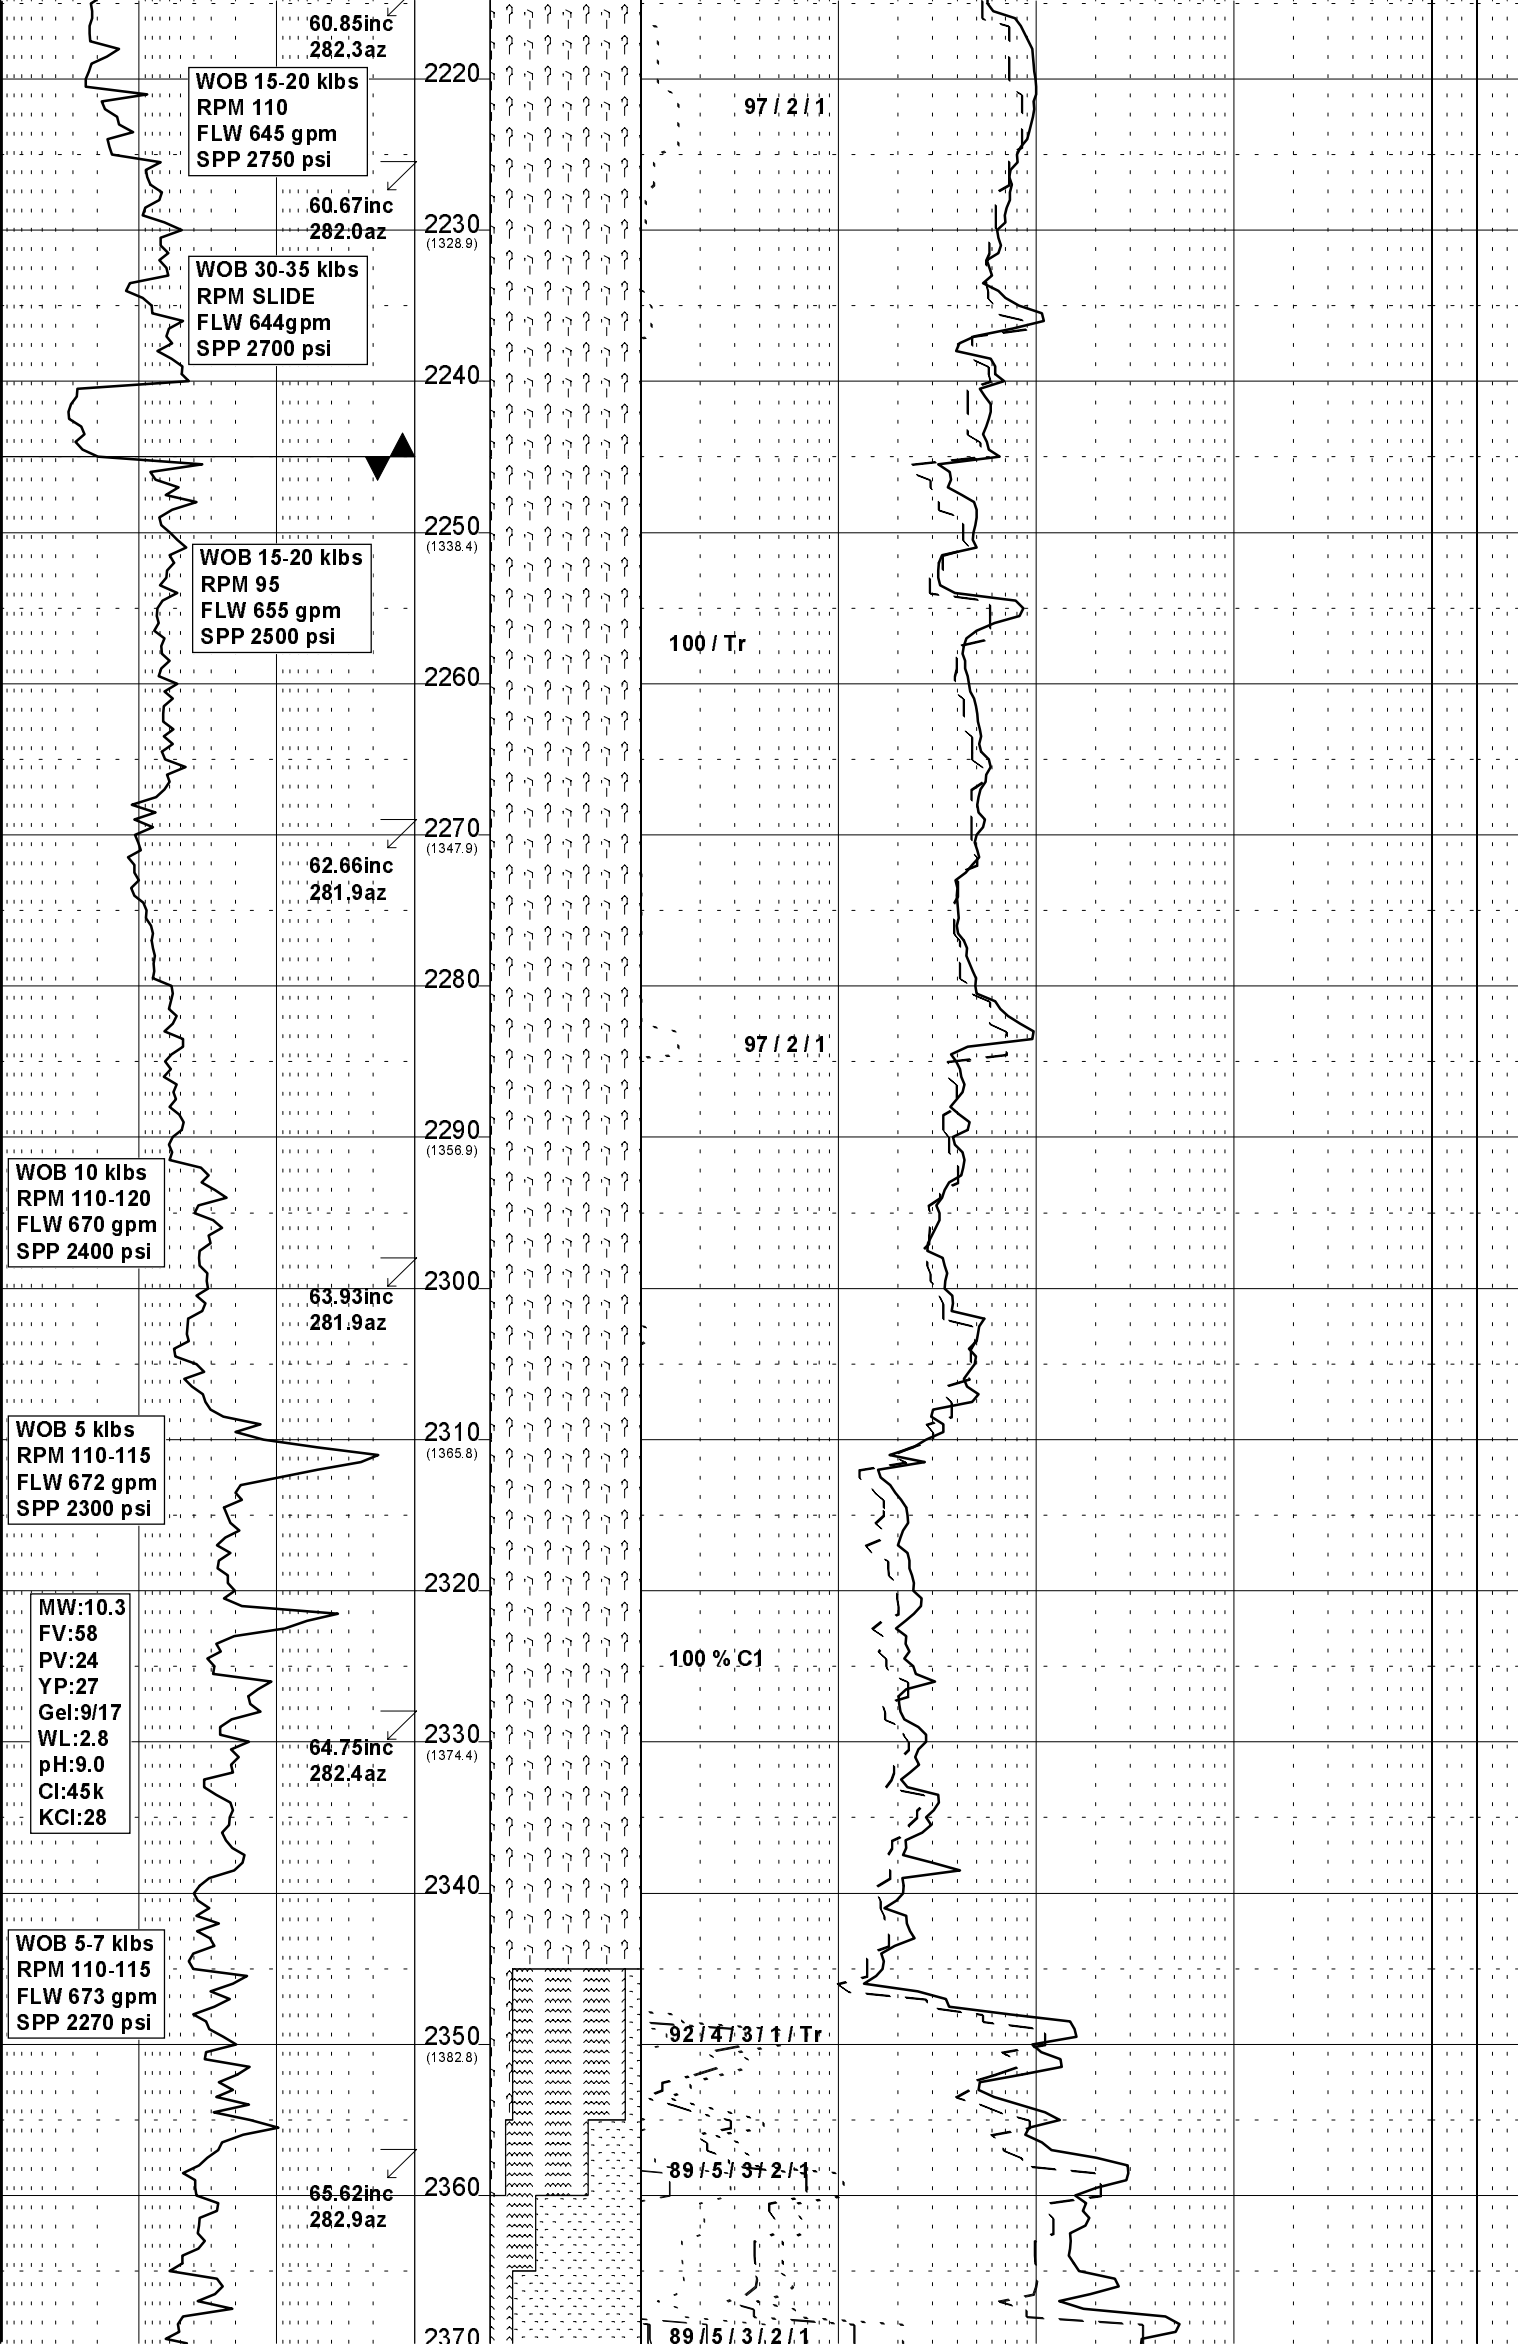 60.85inc
282.3az
2220
WOB 15-20 klbs
RPM 110
FLW 645 gpm
SPP 2750 psi
97 / 2 / 1
60.67inc
282.0az
2230
(1328.9)
WOB 30-35 klbs
RPM SLIDE
FLW 644gpm
SPP 2700 psi
2240
2250
(1338.4)
WOB 15-20 klbs
RPM 95
FLW 655 gpm
SPP 2500 psi
100 / Tr
2260
2270
(1347.9)
62.66inc
281.9az
2280
97 / 2 / 1
2290
(1356.9)
WOB 10 klbs
RPM 110-120
FLW 670 gpm
SPP 2400 psi
2300
63.93inc
281.9az
2310
(1365.8)
WOB 5 klbs
RPM 110-115
FLW 672 gpm
SPP 2300 psi
2320
MW:10.3
FV:58
PV:24
YP:27
Gel:9/17
WL:2.8
pH:9.0
Cl:45k
KCl:28
100 % C1
2330
(1374.4)
64.75inc
282.4az
2340
WOB 5-7 klbs
RPM 110-115
FLW 673 gpm
SPP 2270 psi
2350
(1382.8)
92 / 4 / 3 / 1 / Tr
89 / 5 / 3 / 2 / 1
2360
65.62inc
282.9az
2370
89 / 5 / 3 / 2 / 1